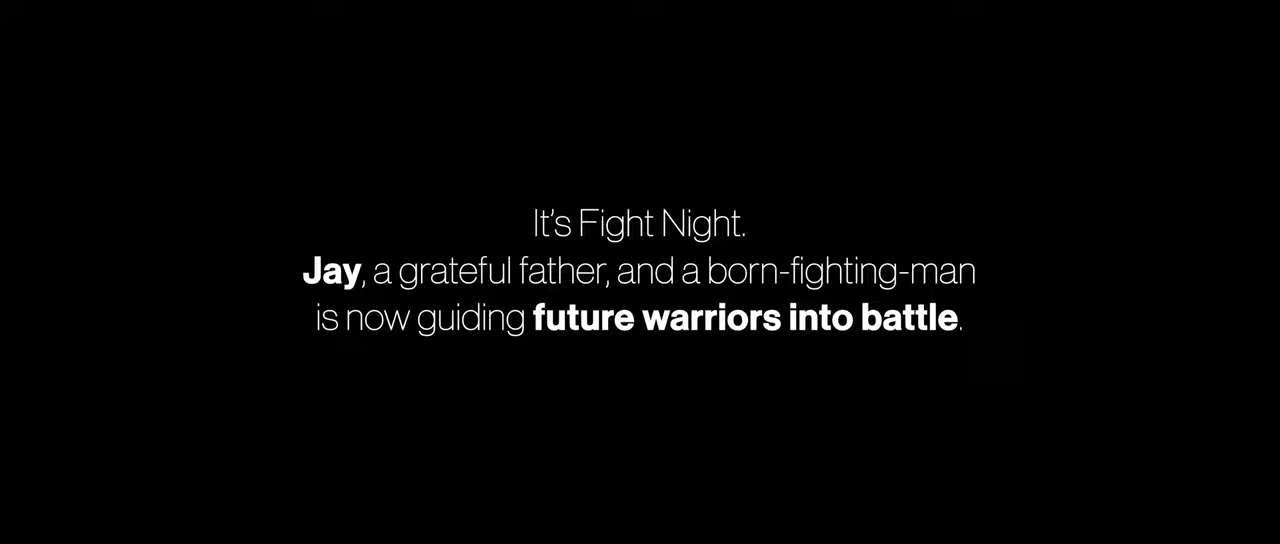 It's Fight Night.
Jay, a grateful father, and a born-fighting-man
is now guiding future warriors into battle.